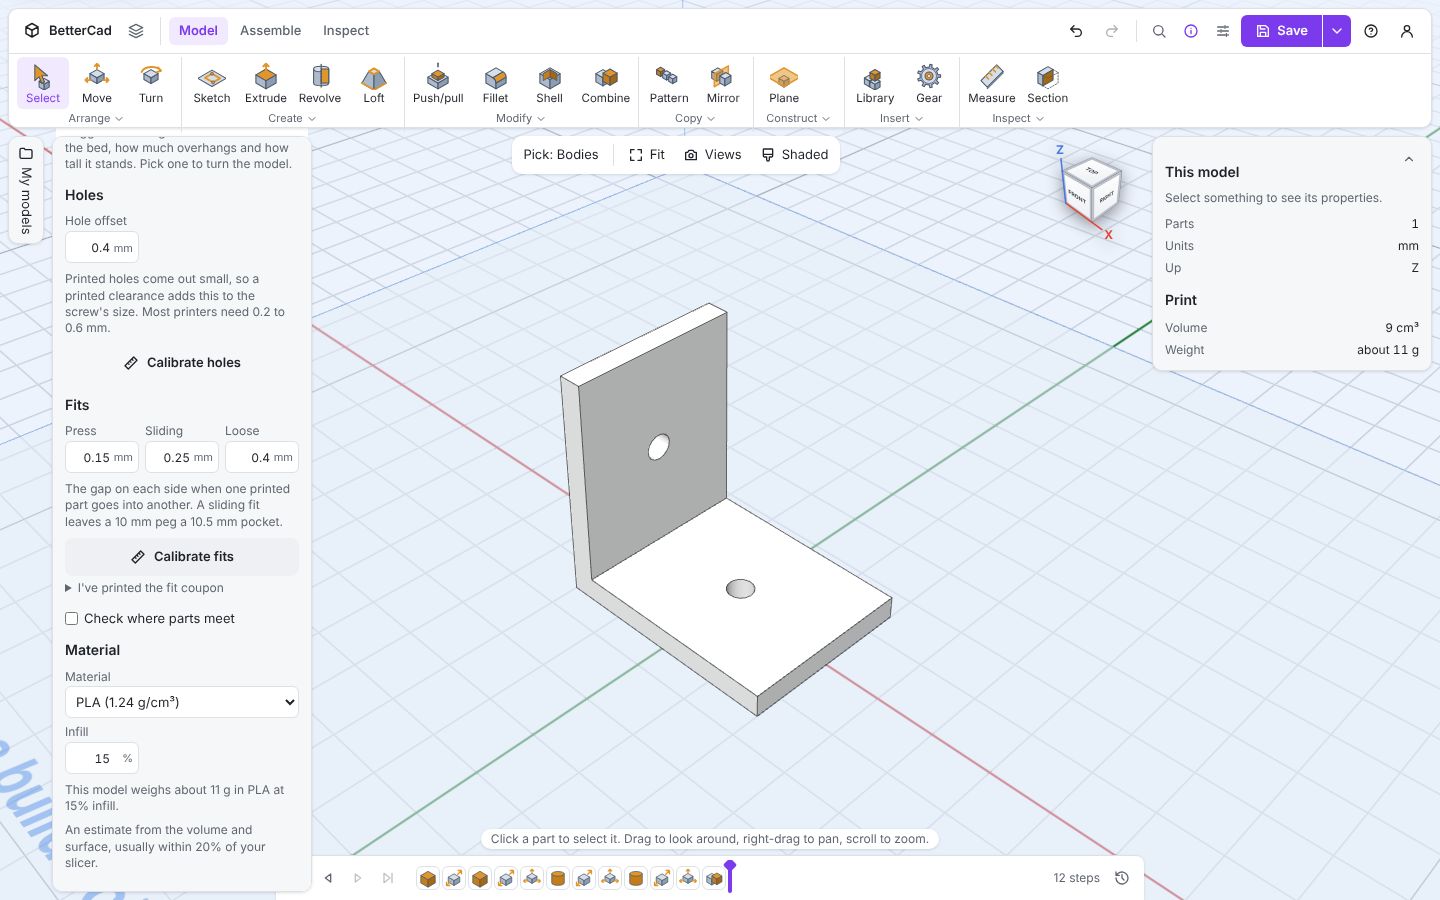 BetterCad
Model
Assemble
Inspect
Save
Select
Move
Turn
Sketch
Extrude
Revolve
Loft
Push/pull
Fillet
Shell
Combine
Pattern
Mirror
Plane
Library
Gear
Measure
Section
Arrange
Create
Modify
Copy
Construct
Insert
Inspect
My models
the bed, how much overhangs and how
tall it stands. Pick one to turn the model.
Holes
Hole offset
0.4 mm
Printed holes come out small, so a
printed clearance adds this to the
screw's size. Most printers need 0.2 to
0.6 mm.
Calibrate holes
Fits
Press
Sliding
Loose
0.15 mm
0.25 mm
0.4 mm
The gap on each side when one printed
part goes into another. A sliding fit
leaves a 10 mm peg a 10.5 mm pocket.
Calibrate fits
I've printed the fit coupon
Check where parts meet
Material
Material
PLA (1.24 g/cm³)
Infill
15 %
This model weighs about 11 g in PLA at
15% infill.
An estimate from the volume and
surface, usually within 20% of your
slicer.
Pick: Bodies
Fit
Views
Shaded
Z
TOP
FRONT
RIGHT
X
This model
Select something to see its properties.
Parts 1
Units mm
Up Z
Print
Volume 9 cm³
Weight about 11 g
Click a part to select it. Drag to look around, right-drag to pan, scroll to zoom.
12 steps